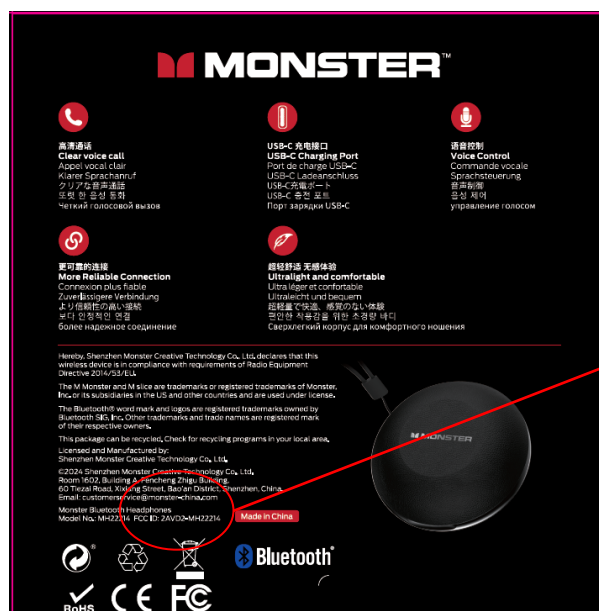 MONSTER™
高清通话
Clear voice call
Appel vocal clair
Klarer Sprachanruf
クリアな音声通話
또렷 한 음성 통화
Четкий голосовой вызов
USB-C 充电接口
USB-C Charging Port
Port de charge USB-C
USB-C Ladeanschluss
USB-C充電ポート
USB-C 충전 포트
Порт зарядки USB-C
语音控制
Voice Control
Commande vocale
Sprachsteuerung
音声制御
음성 제어
управление голосом
更可靠的连接
More Reliable Connection
Connexion plus fiable
Zuverlässigere Verbindung
より信頼性の高い接続
보다 안정적인 연결
более надежное соединение
超轻舒适 无感体验
Ultralight and comfortable
Ultra léger et confortable
Ultraleicht und bequem
超軽量で快適、感覚のない体験
편안한 착용감을 위한 초경량 바디
Сверхлегкий корпус для комфортного ношения
Hereby, Shenzhen Monster Creative Technology Co., Ltd. declares that this
wireless device is in compliance with requirements of Radio Equipment
Directive 2014/53/EU.
The M Monster and M slice are trademarks or registered trademarks of Monster,
Inc. or its subsidiaries in the US and other countries and are used under license.
The Bluetooth® word mark and logos are registered trademarks owned by
Bluetooth SIG, Inc. Other trademarks and trade names are registered mark
of their respective owners.
This package can be recycled, Check for recycling programs in your local area.
Licensed and Manufactured by:
Shenzhen Monster Creative Technology Co., Ltd.
©2024 Shenzhen Monster Creative Technology Co., Ltd.
Room 1602, Building A, Fencheng Zhigu Building,
60 Tiezai Road, Xixiang Street, Bao'an District, Shenzhen, China.
Email: customerservice@monster-china.com
Monster Bluetooth Headphones
Model No.: MH22214 FCC ID: 2AVD2-MH22214
Made in China
MONSTER
Bluetooth®
RoHS
CE
FC